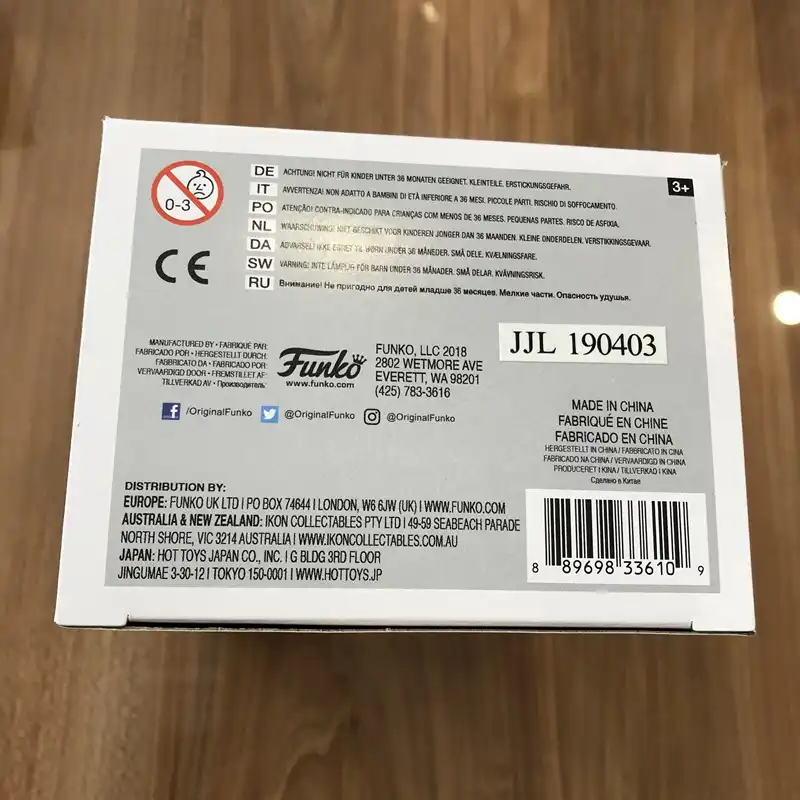 0-3
DE ACHTUNG! NICHT FÜR KINDER UNTER 36 MONATEN GEEIGNET. KLEINTEILE. ERSTICKUNGSGEFAHR.
IT AVVERTENZA! NON ADATTO A BAMBINI DI ETÀ INFERIORE A 36 MESI. PICCOLE PARTI. RISCHIO DI SOFFOCAMENTO.
PO ATENÇÃO! CONTRA-INDICADO PARA CRIANÇAS COM MENOS DE 36 MESES. PEQUENAS PARTES. RISCO DE ASFIXIA.
NL WAARSCHUWING! NIET GESCHIKT VOOR KINDEREN JONGER DAN 36 MAANDEN. KLEINE ONDERDELEN. VERSTIKKINGSGEVAAR.
DA ADVARSEL! IKKE EGNET TIL BØRN UNDER 36 MÅNEDER. SMÅ DELE. KVÆLNINGSFARE.
SW VARNING! INTE LÄMPLIG FÖR BARN UNDER 36 MÅNADER. SMÅ DELAR. KVÄVNINGSRISK.
RU Внимание! Не пригодно для детей младше 36 месяцев. Мелкие части. Опасность удушья.
3+
CE
MANUFACTURED BY • FABRIQUÉ PAR:
FABRICADO POR • HERGESTELLT DURCH:
FABBRICATO DA • FABRICADO POR:
VERVAARDIGD DOOR • FREMSTILLET AF:
TILLVERKAD AV • Производитель:
Funko
www.funko.com
FUNKO, LLC 2018
2802 WETMORE AVE
EVERETT, WA 98201
(425) 783-3616
JJL 190403
/OriginalFunko @OriginalFunko @OriginalFunko
MADE IN CHINA
FABRIQUÉ EN CHINE
FABRICADO EN CHINA
HERGESTELLT IN CHINA / FABBRICATO IN CINA
FABRICADO NA CHINA / VERVAARDIGD IN CHINA
PRODUCERET I KINA / TILLVERKAD I KINA
Сделано в Китае
DISTRIBUTION BY:
EUROPE: FUNKO UK LTD | PO BOX 74644 | LONDON, W6 6JW (UK) | WWW.FUNKO.COM
AUSTRALIA & NEW ZEALAND: IKON COLLECTABLES PTY LTD | 49-59 SEABEACH PARADE
NORTH SHORE, VIC 3214 AUSTRALIA | WWW.IKONCOLLECTABLES.COM.AU
JAPAN: HOT TOYS JAPAN CO., INC. | G BLDG 3RD FLOOR
JINGUMAE 3-30-12 | TOKYO 150-0001 | WWW.HOTTOYS.JP
8 89698 33610 9